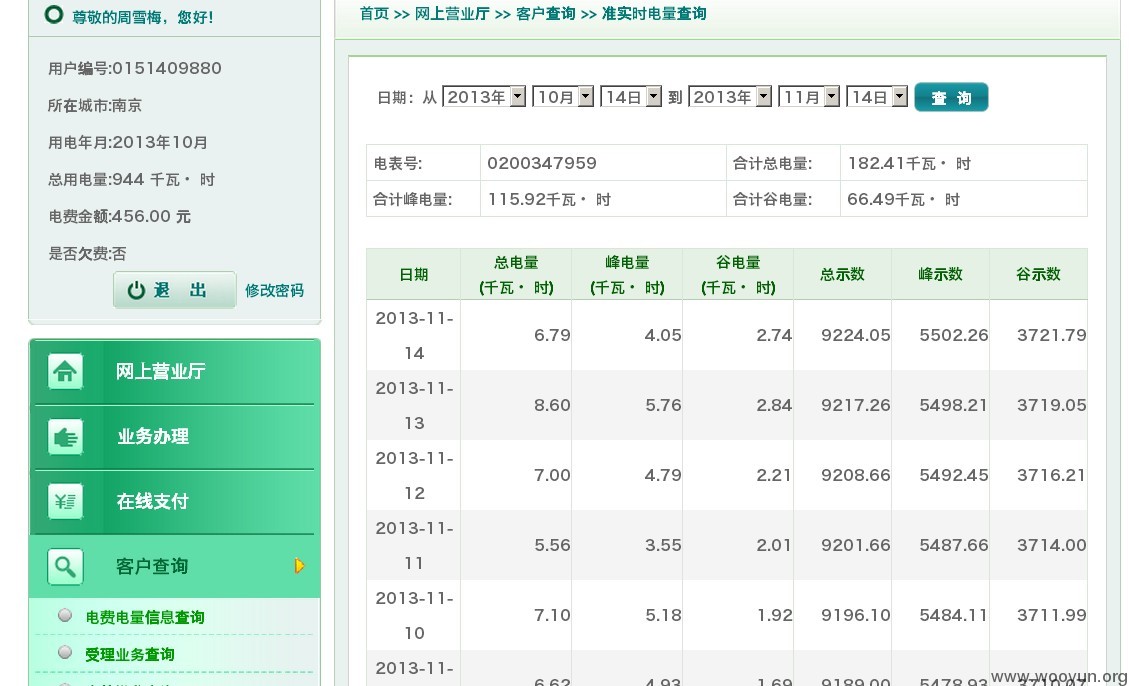 尊敬的周雪梅，您好！
用户编号:0151409880
所在城市:南京
用电年月:2013年10月
总用电量:944 千瓦· 时
电费金额:456.00 元
是否欠费:否
退 出 修改密码
网上营业厅
业务办理
在线支付
客户查询
电费电量信息查询
受理业务查询
首页 >> 网上营业厅 >> 客户查询 >> 准实时电量查询
日期：从 2013年 10月 14日 到 2013年 11月 14日 查 询
电表号: 0200347959 合计总电量: 182.41千瓦· 时
合计峰电量: 115.92千瓦· 时 合计谷电量: 66.49千瓦· 时
日期 总电量(千瓦· 时) 峰电量(千瓦· 时) 谷电量(千瓦· 时) 总示数 峰示数 谷示数
2013-11-14 6.79 4.05 2.74 9224.05 5502.26 3721.79
2013-11-13 8.60 5.76 2.84 9217.26 5498.21 3719.05
2013-11-12 7.00 4.79 2.21 9208.66 5492.45 3716.21
2013-11-11 5.56 3.55 2.01 9201.66 5487.66 3714.00
2013-11-10 7.10 5.18 1.92 9196.10 5484.11 3711.99
2013-11- 6.62 4.93 1.69 9189.00 5478.93 3710.07
www.wooyun.org